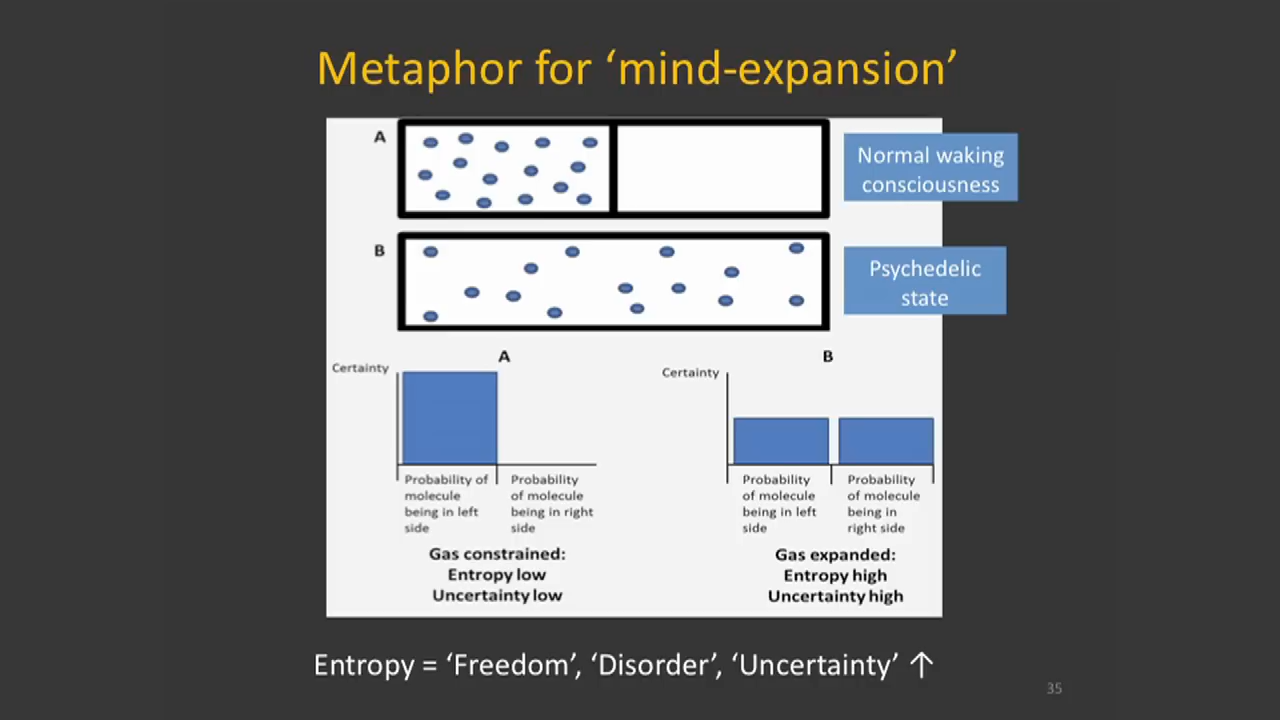 Metaphor for ‘mind-expansion’
A
Normal waking
consciousness
B
Psychedelic
state
A
Certainty
Probability of
molecule
being in left
side
Probability
of molecule
being in right
side
Gas constrained:
Entropy low
Uncertainty low
B
Certainty
Probability
of molecule
being in left
side
Probability
of molecule
being in
right side
Gas expanded:
Entropy high
Uncertainty high
Entropy = ‘Freedom’, ‘Disorder’, ‘Uncertainty’ ↑
35